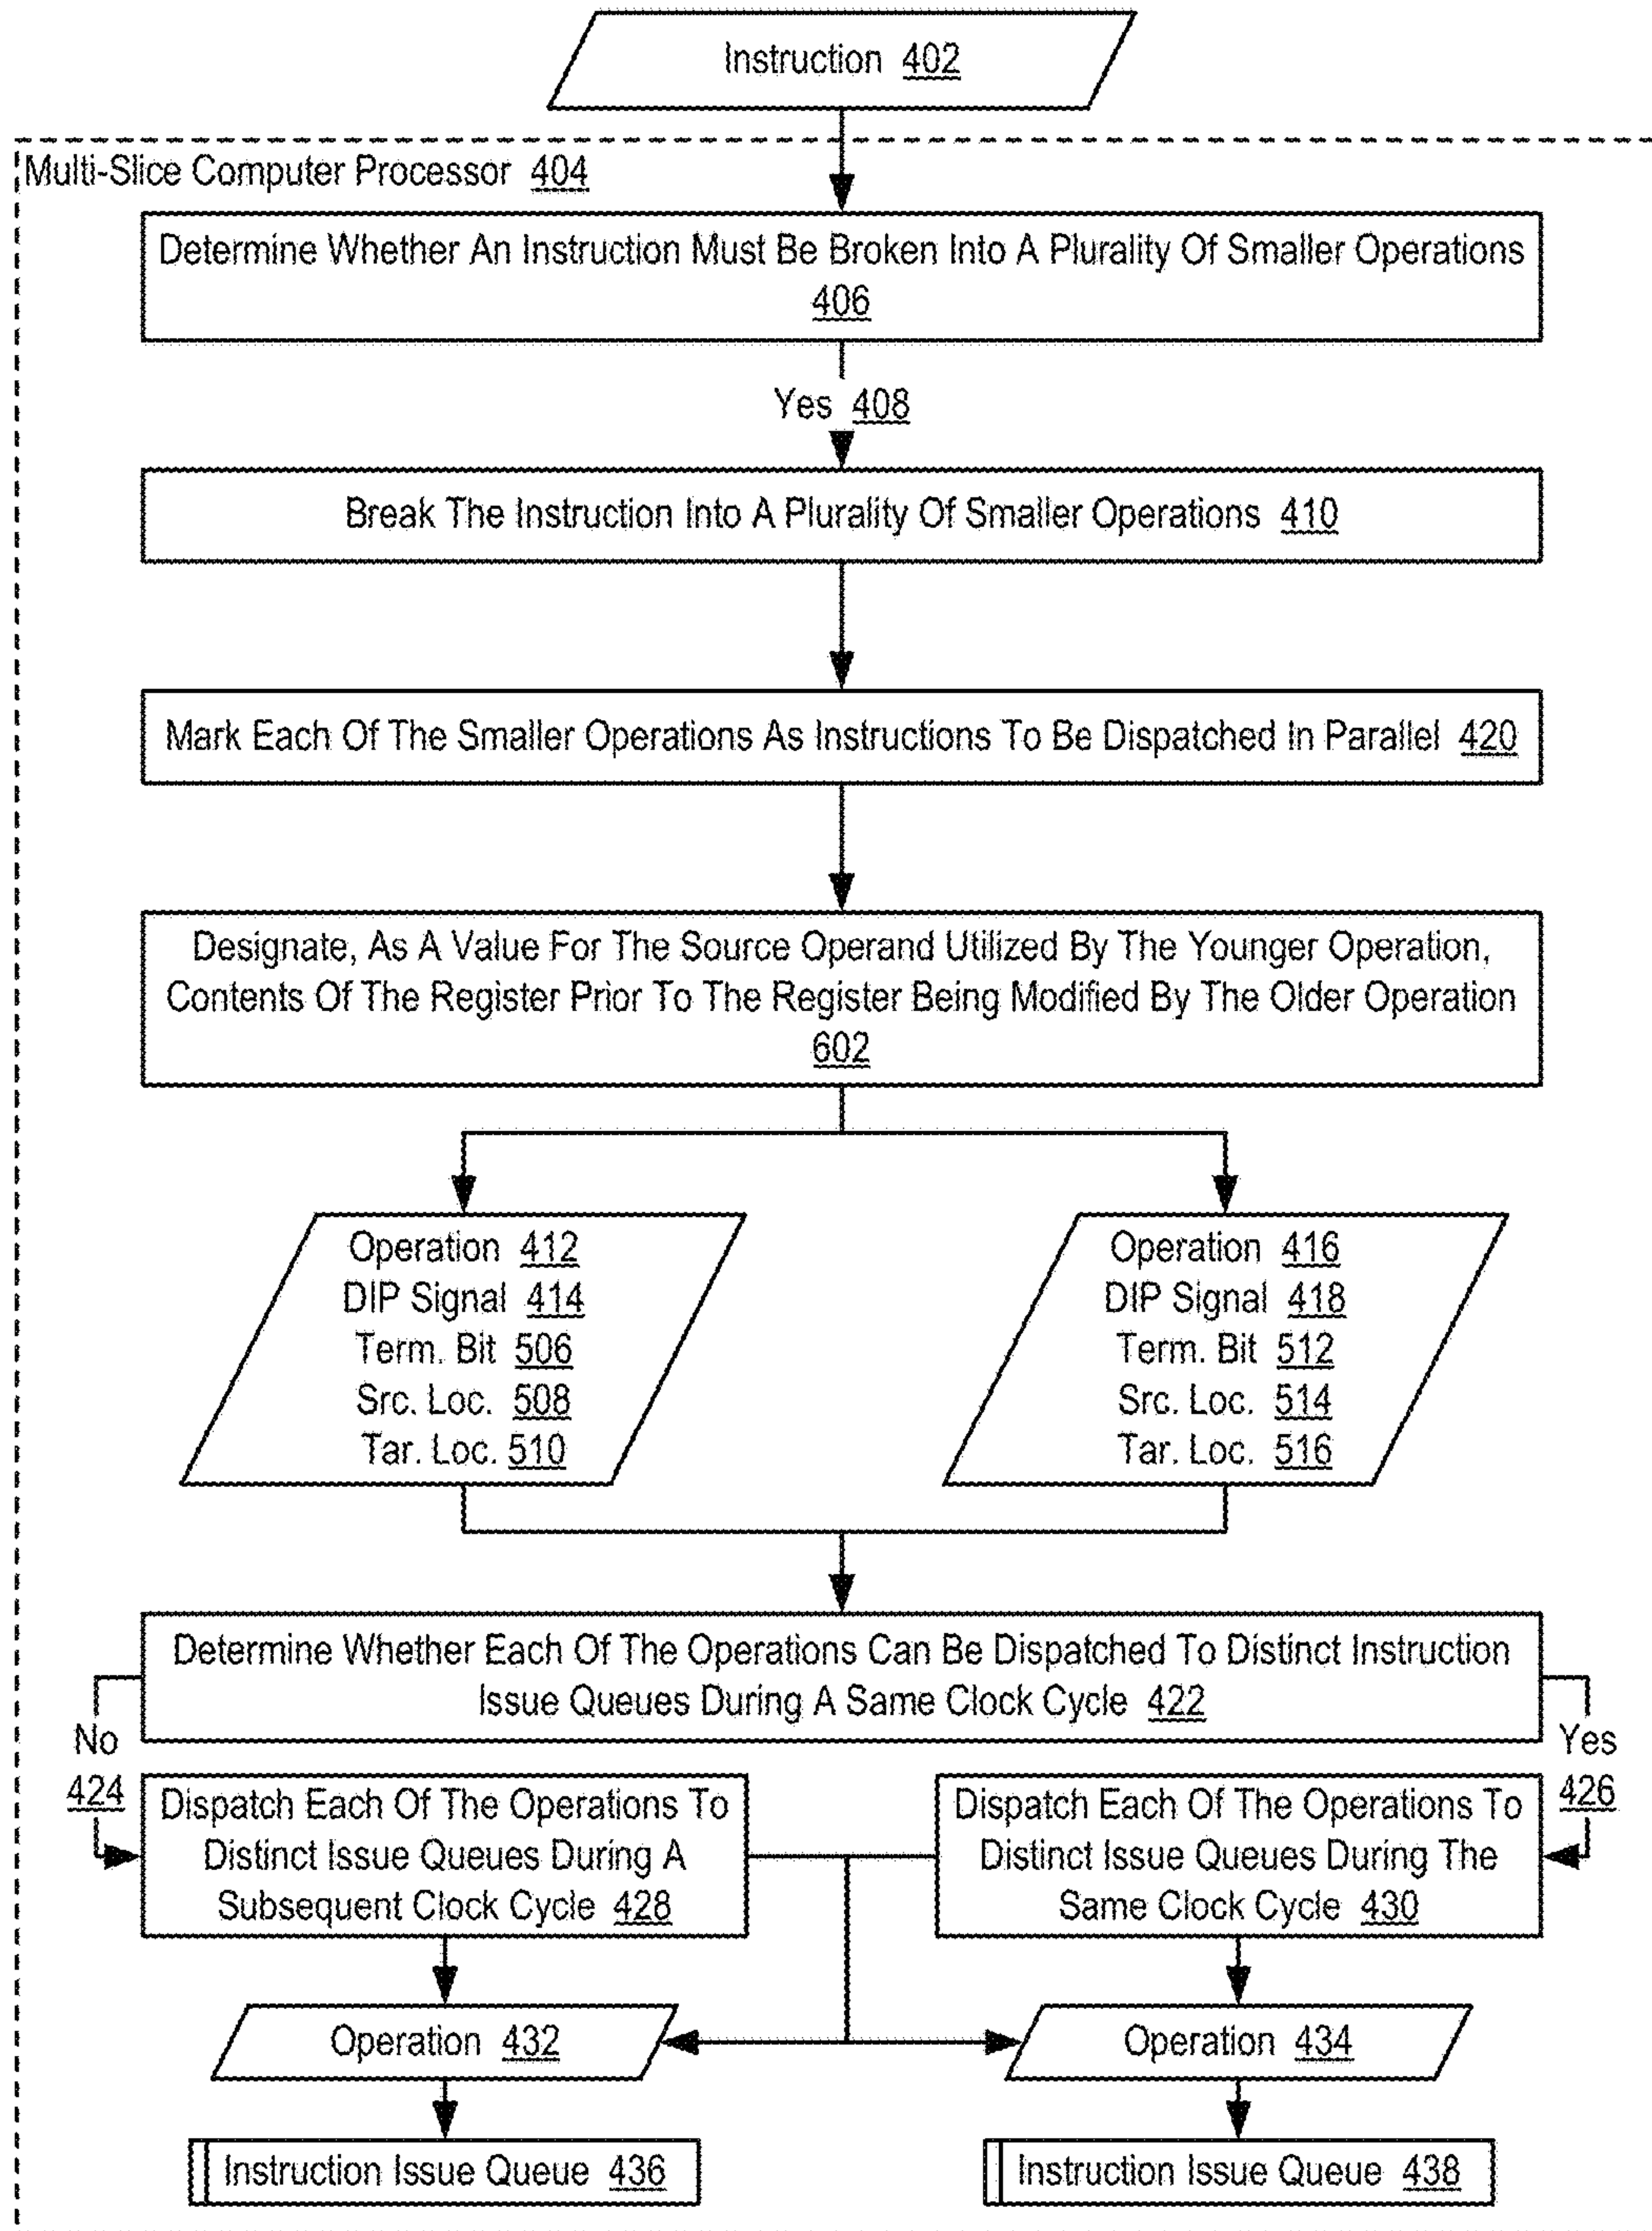 Instruction 402
Multi-Slice Computer Processor 404
Determine Whether An Instruction Must Be Broken Into A Plurality Of Smaller Operations
406
Yes 408
Break The Instruction Into A Plurality Of Smaller Operations 410
Mark Each Of The Smaller Operations As Instructions To Be Dispatched In Parallel 420
Designate, As A Value For The Source Operand Utilized By The Younger Operation,
Contents Of The Register Prior To The Register Being Modified By The Older Operation
602
Operation 412
DIP Signal 414
Term. Bit 506
Src. Loc. 508
Tar. Loc. 510
Operation 416
DIP Signal 418
Term. Bit 512
Src. Loc. 514
Tar. Loc. 516
Determine Whether Each Of The Operations Can Be Dispatched To Distinct Instruction
Issue Queues During A Same Clock Cycle 422
No
424
Yes
426
Dispatch Each Of The Operations To
Distinct Issue Queues During A
Subsequent Clock Cycle 428
Dispatch Each Of The Operations To
Distinct Issue Queues During The
Same Clock Cycle 430
Operation 432
Operation 434
Instruction Issue Queue 436
Instruction Issue Queue 438